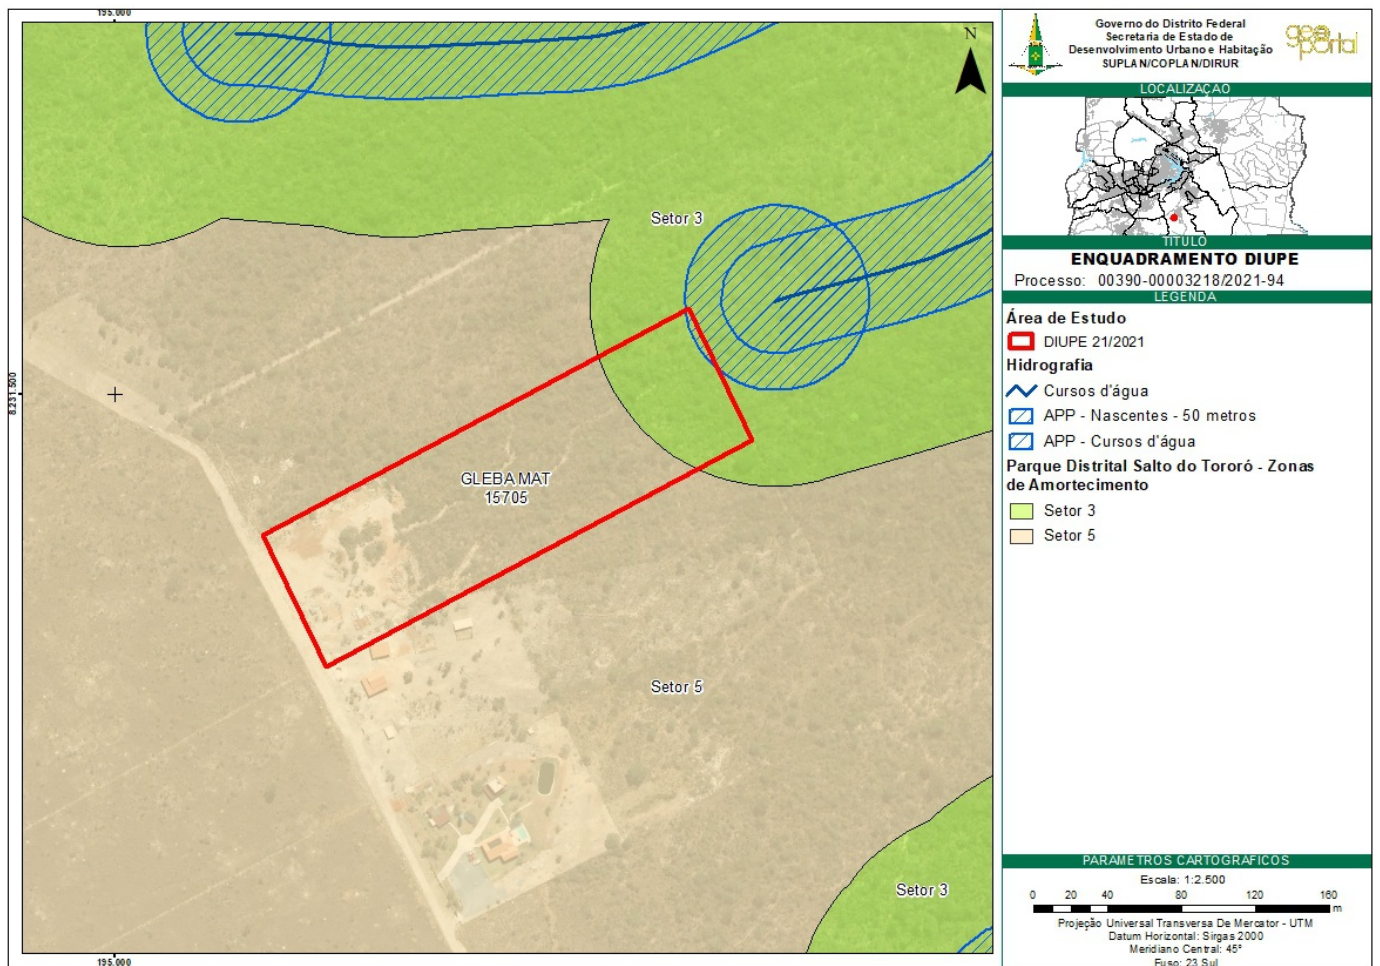 195.000
8.231.500
N
Setor 3
GLEBA MAT
15705
Setor 5
Setor 3
195.000
Governo do Distrito Federal
Secretaria de Estado de
Desenvolvimento Urbano e Habitação
SUPLAN/COPLAN/DIRUR
geo
portal
LOCALIZAÇÃO
TÍTULO
ENQUADRAMENTO DIUPE
Processo: 00390-00003218/2021-94
LEGENDA
Área de Estudo
DIUPE 21/2021
Hidrografia
Cursos d'água
APP - Nascentes - 50 metros
APP - Cursos d'água
Parque Distrital Salto do Tororó - Zonas
de Amortecimento
Setor 3
Setor 5
PARÂMETROS CARTOGRÁFICOS
Escala: 1:2.500
0 20 40 80 120 160
m
Projeção Universal Transversa De Mercator - UTM
Datum Horizontal: Sirgas 2000
Meridiano Central: 45°
Fuso: 23 Sul